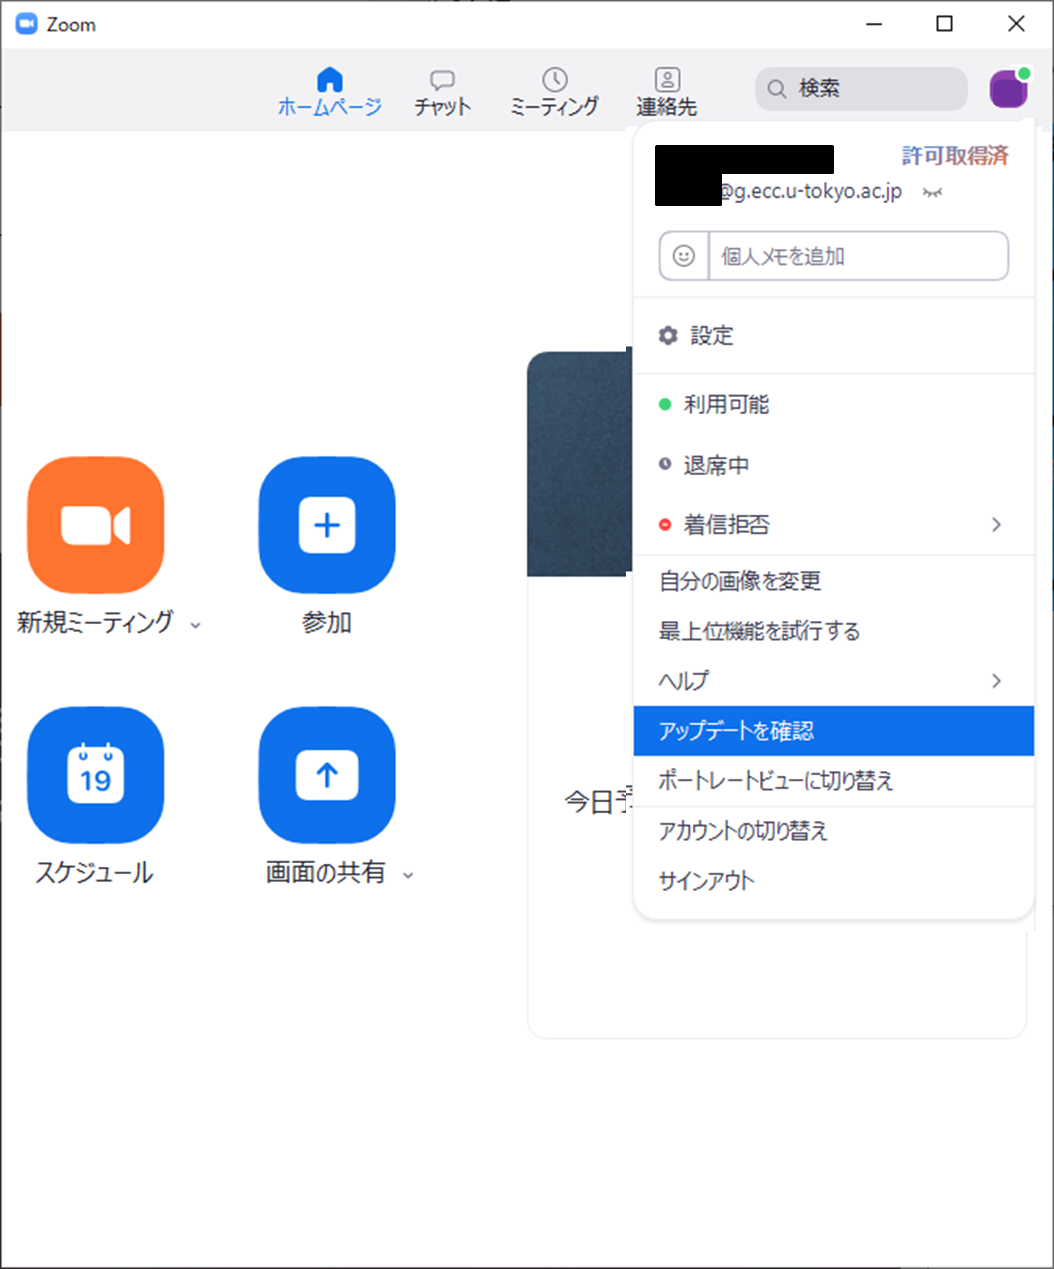 Zoom
ホームページ
チャット
ミーティング
連絡先
検索
許可取得済
@g.ecc.u-tokyo.ac.jp
個人メモを追加
設定
利用可能
退席中
着信拒否
自分の画像を変更
最上位機能を試行する
ヘルプ
アップデートを確認
ポートレートビューに切り替え
アカウントの切り替え
サインアウト
新規ミーティング
参加
19
スケジュール
画面の共有
今日